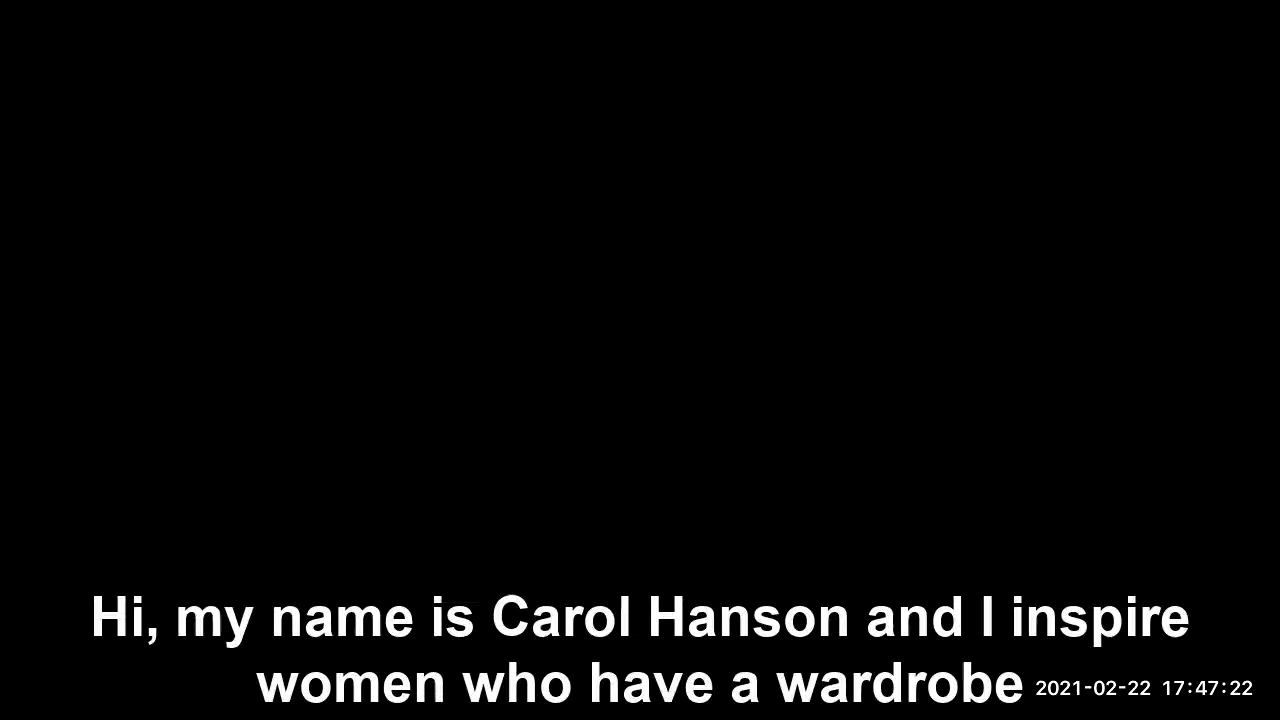 Hi, my name is Carol Hanson and I inspire
women who have a wardrobe
2021-02-22 17:47:22